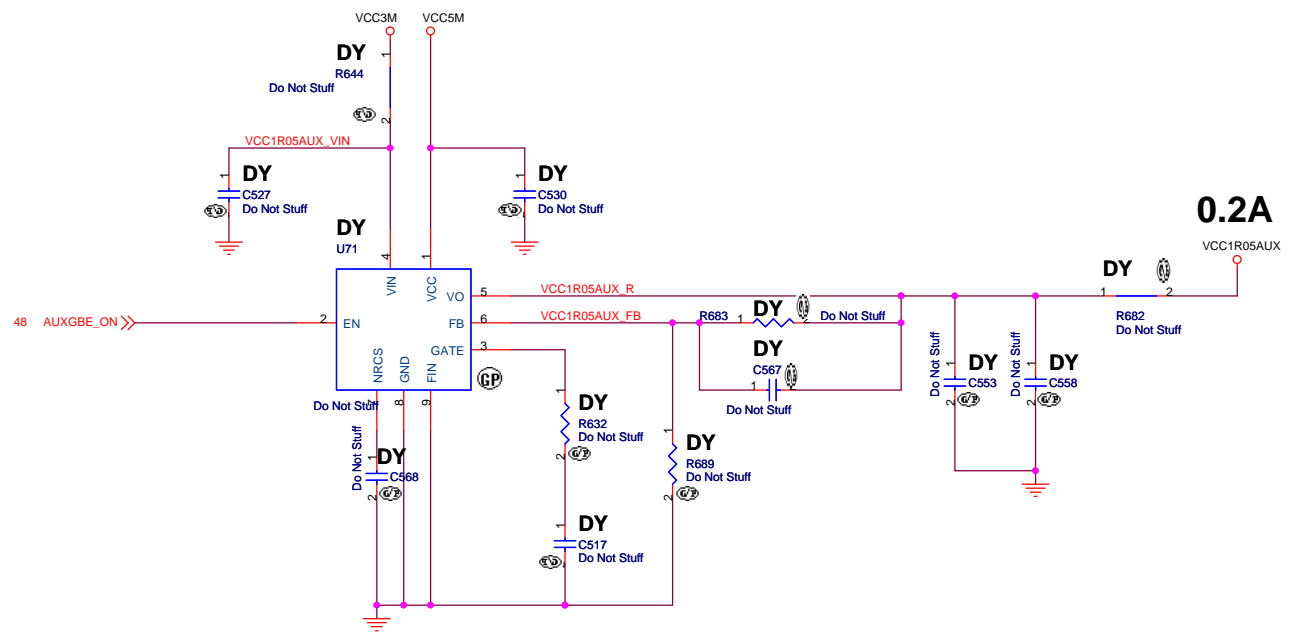 VCC3M
VCC5M
1
DY
R644
Do Not Stuff
2
VCC1R05AUX_VIN
1
DY
C527
Do Not Stuff
1
DY
C530
Do Not Stuff
2
0.2A
VCC1R05AUX
DY
U71
4
1
VIN
VCC
DY
1
2
R682
Do Not Stuff
VO
5
VCC1R05AUX_R
48 AUXGBE_ON
2
EN
FB
6
VCC1R05AUX_FB
R683
1
DY
2
Do Not Stuff
GATE
3
NRCS
GND
FIN
GP
DY
C567
1
2
Do Not Stuff
Do Not Stuff
1
DY
C553
2
G/P
Do Not Stuff
1
DY
C558
2
G/P
Do Not Stuff
7
8
9
1
DY
R632
Do Not Stuff
2
G/P
Do Not Stuff
1
DY
C568
2
G/P
1
DY
R689
Do Not Stuff
2
G/P
1
DY
C517
Do Not Stuff